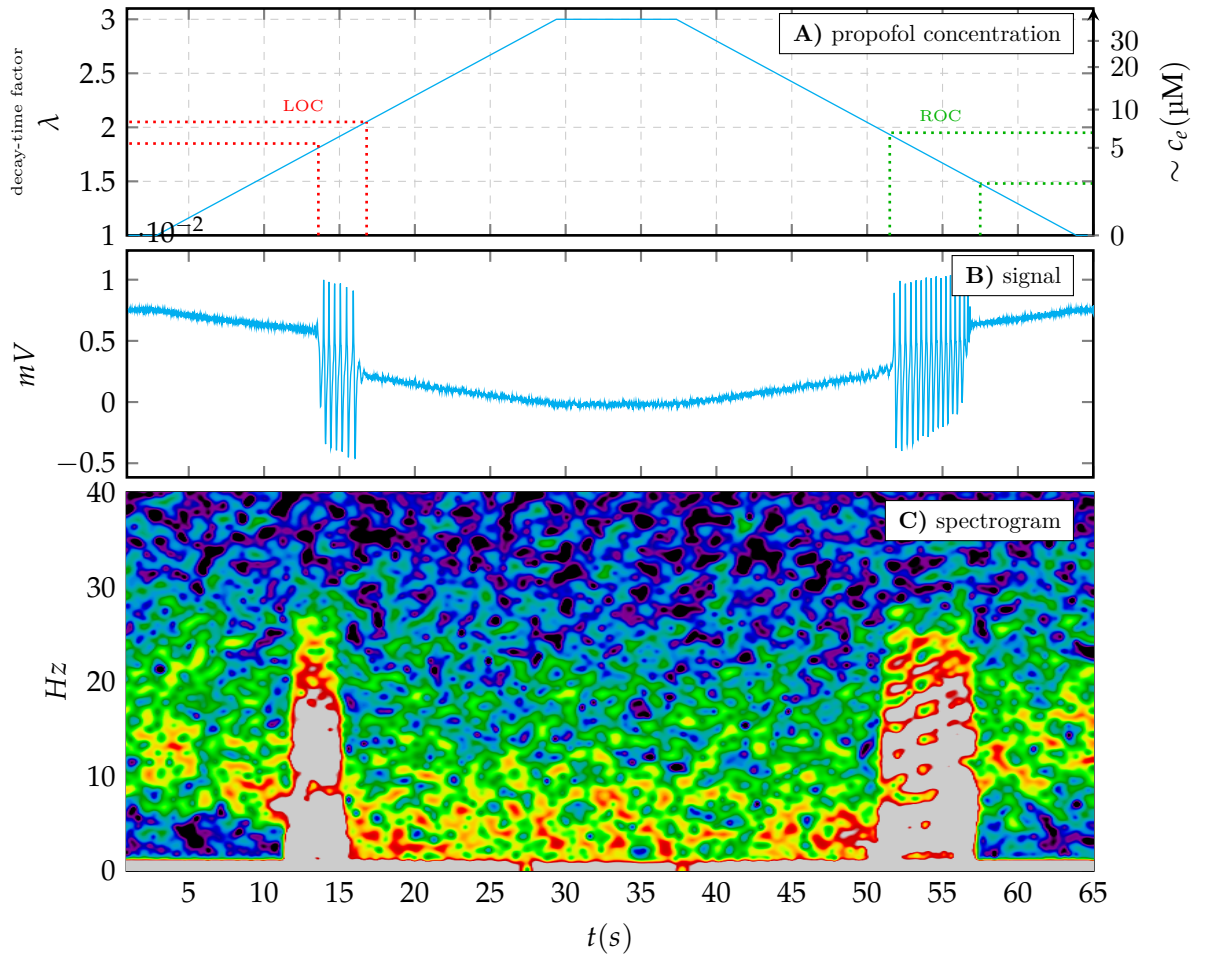 A) propofol concentration
decay-time factor
λ
3
2.5
2
1.5
1
LOC
ROC
30
20
10
5
0
∼ c_e(µM)
·10^−2
B) signal
mV
1
0.5
0
−0.5
C) spectrogram
Hz
40
30
20
10
0
5 10 15 20 25 30 35 40 45 50 55 60 65
t(s)